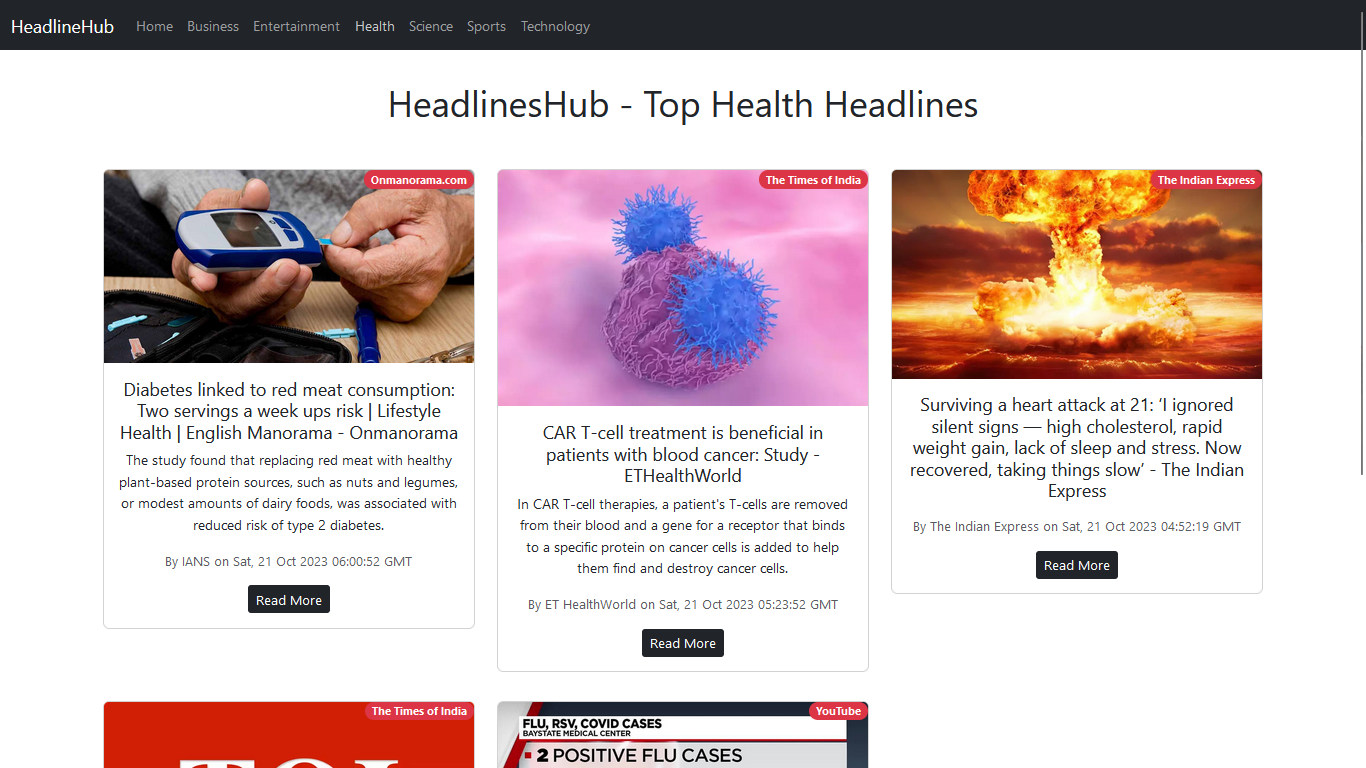 HeadlineHub Home Business Entertainment Health Science Sports Technology
HeadlinesHub - Top Health Headlines
Onmanorama.com
Diabetes linked to red meat consumption:
Two servings a week ups risk | Lifestyle
Health | English Manorama - Onmanorama
The study found that replacing red meat with healthy
plant-based protein sources, such as nuts and legumes,
or modest amounts of dairy foods, was associated with
reduced risk of type 2 diabetes.
By IANS on Sat, 21 Oct 2023 06:00:52 GMT
Read More
The Times of India
CAR T-cell treatment is beneficial in
patients with blood cancer: Study -
ETHealthWorld
In CAR T-cell therapies, a patient's T-cells are removed
from their blood and a gene for a receptor that binds
to a specific protein on cancer cells is added to help
them find and destroy cancer cells.
By ET HealthWorld on Sat, 21 Oct 2023 05:23:52 GMT
Read More
The Indian Express
Surviving a heart attack at 21: ‘I ignored
silent signs — high cholesterol, rapid
weight gain, lack of sleep and stress. Now
recovered, taking things slow’ - The Indian
Express
By The Indian Express on Sat, 21 Oct 2023 04:52:19 GMT
Read More
The Times of India
TOI
YouTube
FLU, RSV, COVID CASES
BAYSTATE MEDICAL CENTER
2 POSITIVE FLU CASES